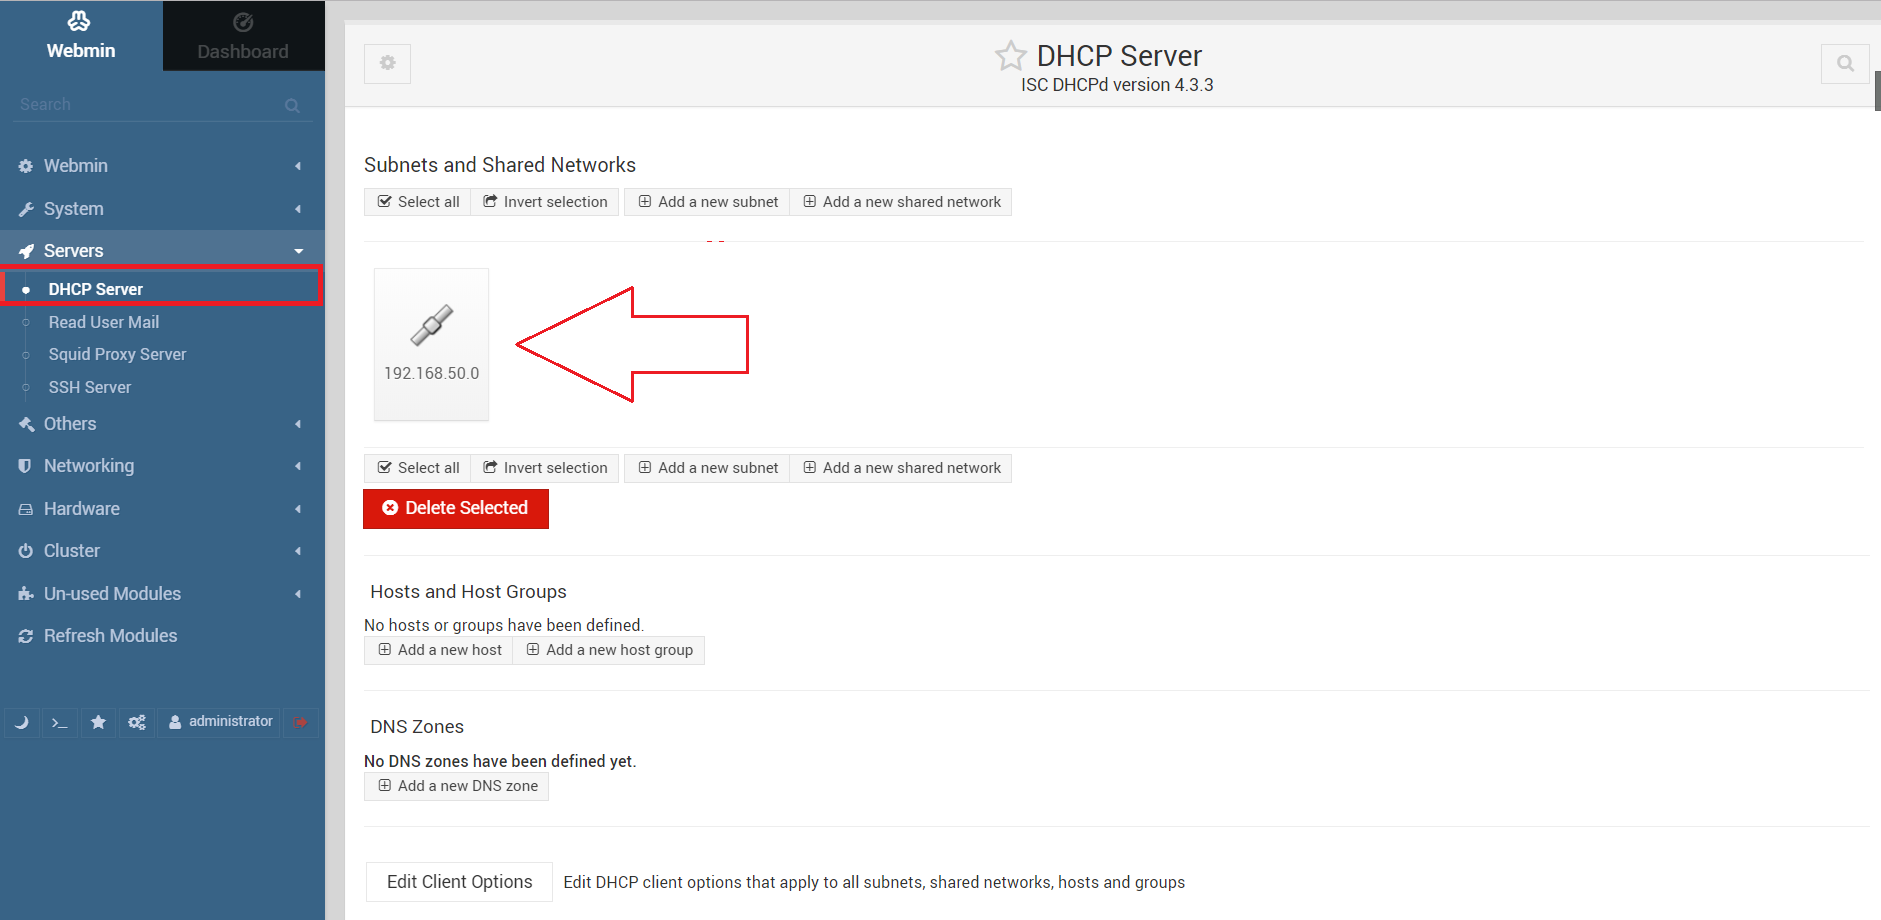 Webmin
Dashboard
Search
Webmin
System
Servers
DHCP Server
Read User Mail
Squid Proxy Server
SSH Server
Others
Networking
Hardware
Cluster
Un-used Modules
Refresh Modules
>_
administrator
DHCP Server
ISC DHCPd version 4.3.3
Subnets and Shared Networks
Select all Invert selection Add a new subnet Add a new shared network
192.168.50.0
Select all Invert selection Add a new subnet Add a new shared network
Delete Selected
Hosts and Host Groups
No hosts or groups have been defined.
Add a new host Add a new host group
DNS Zones
No DNS zones have been defined yet.
Add a new DNS zone
Edit Client Options Edit DHCP client options that apply to all subnets, shared networks, hosts and groups